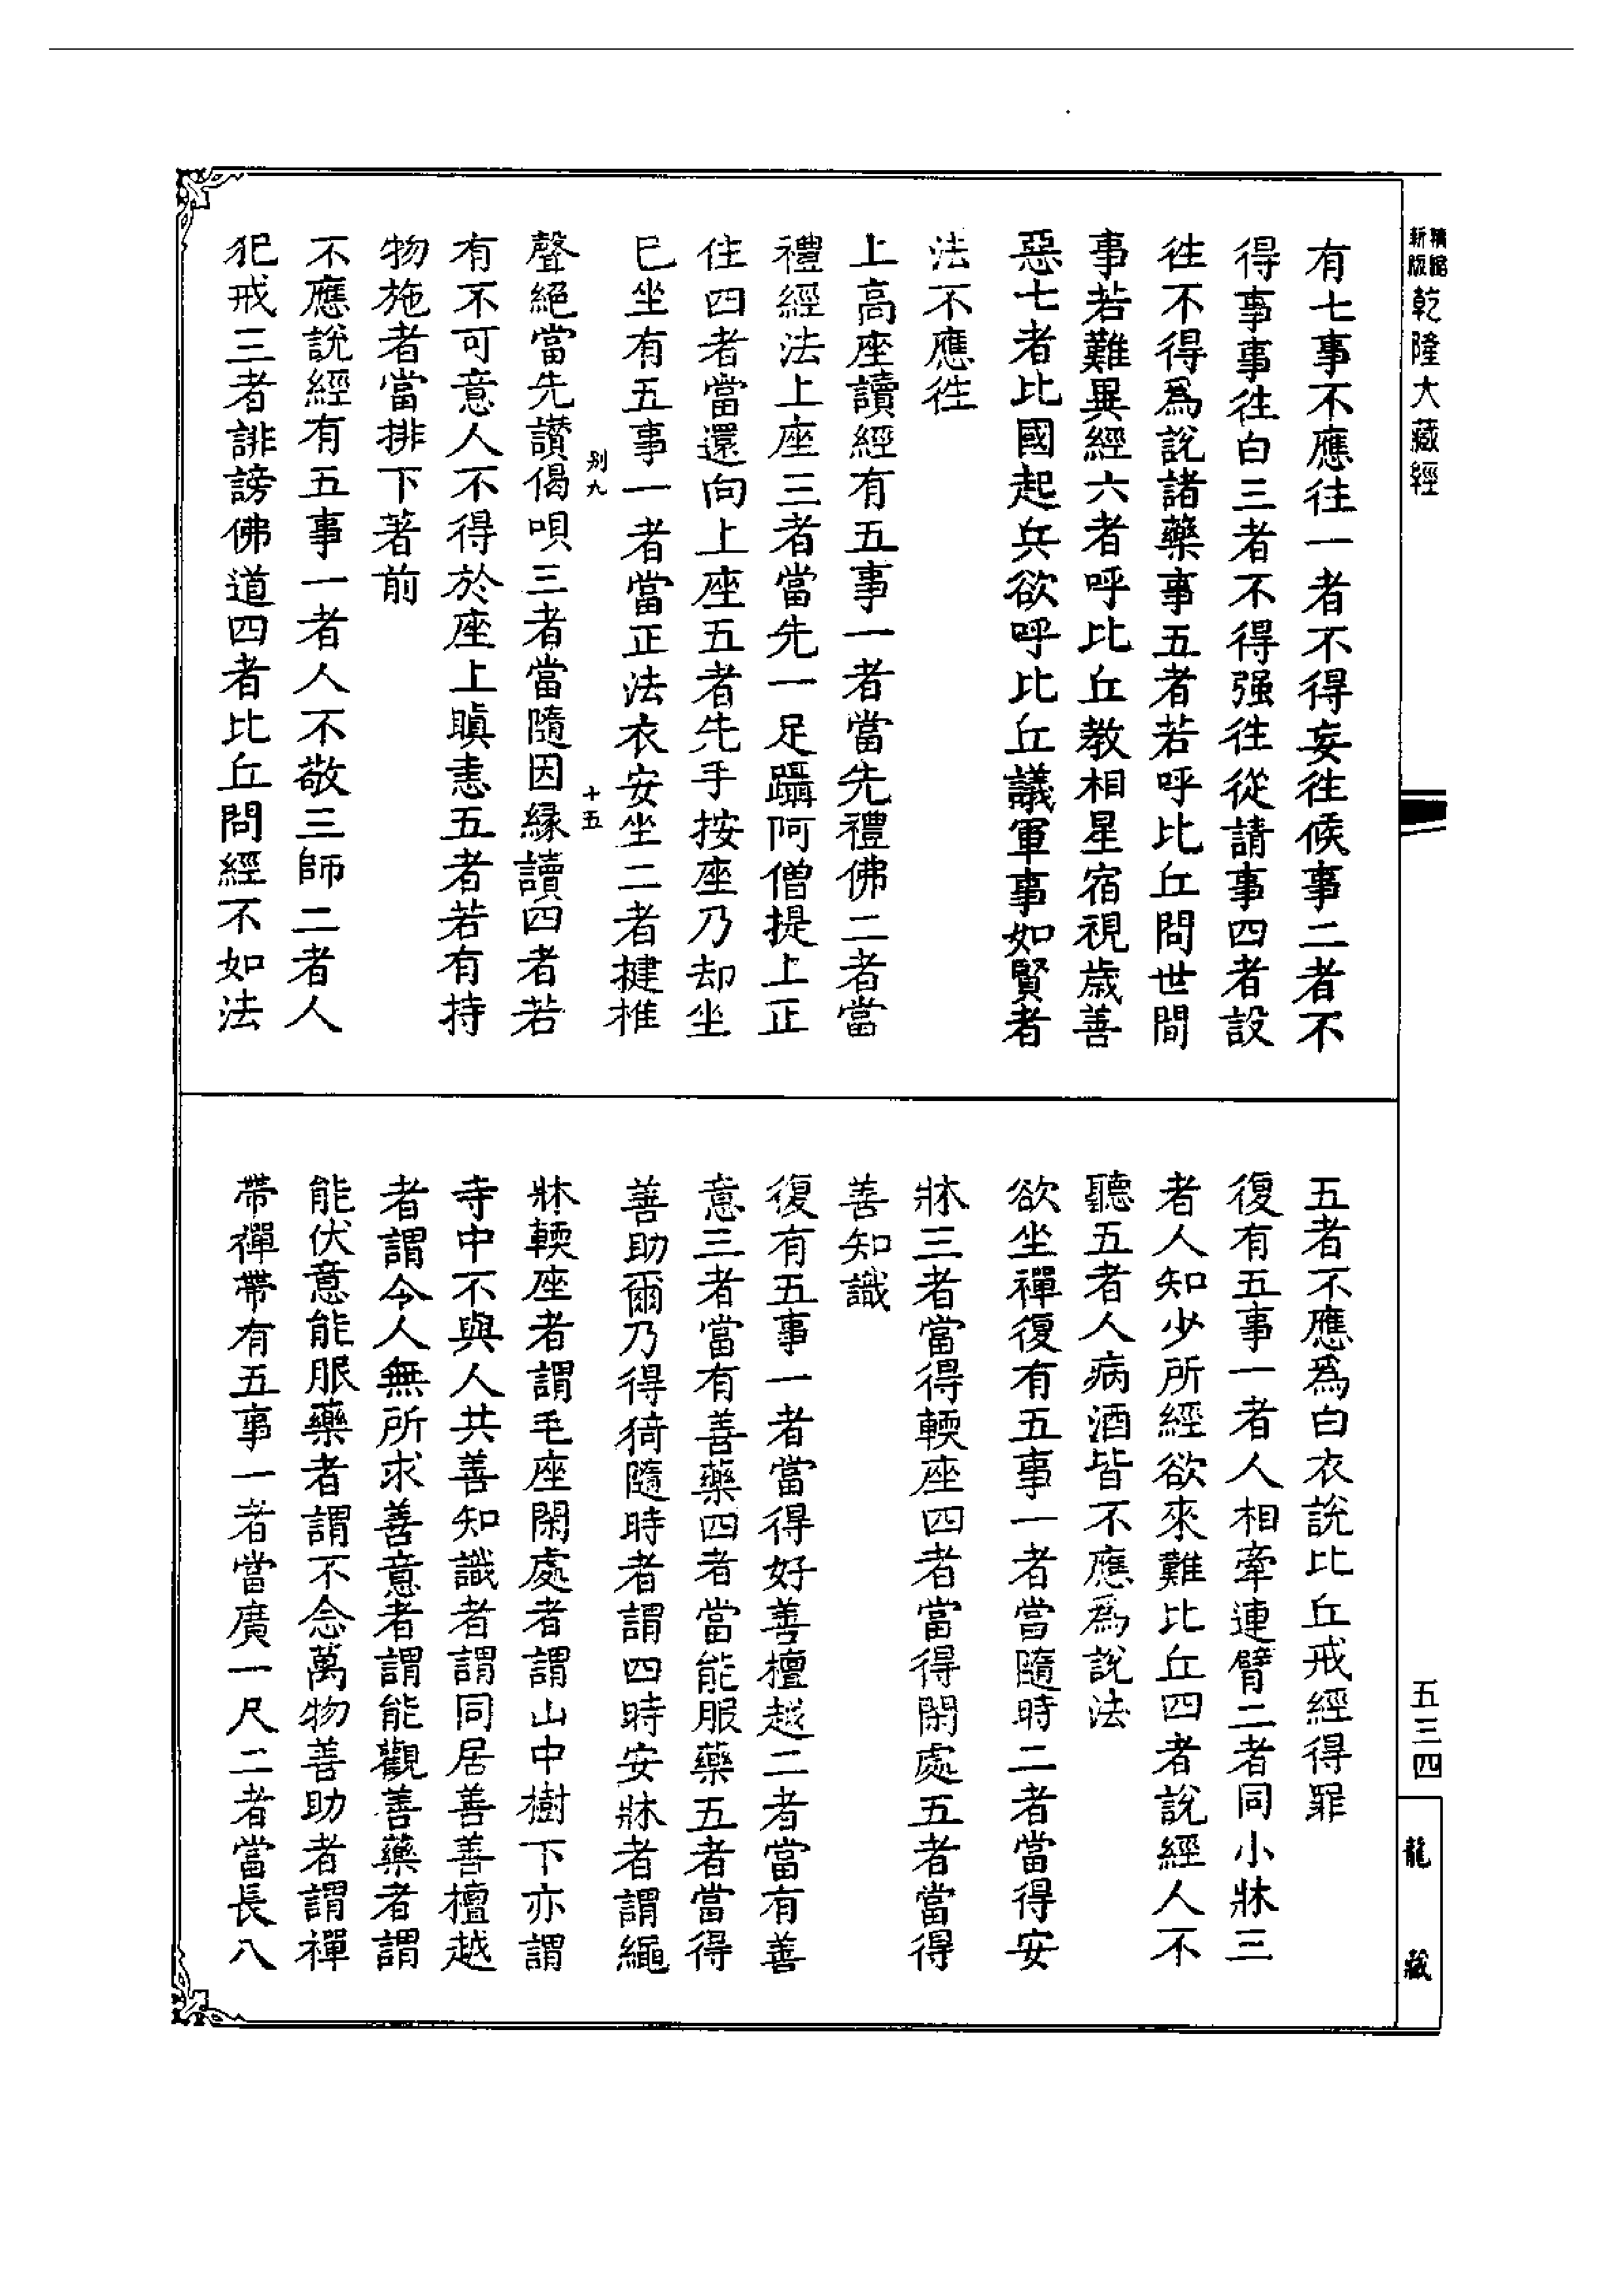 精縮
新版
乾隆大藏經
有七事不應往一者不得妄往候事二者不
得事事往白三者不得强往從請事四者設
往不得爲說諸藥事五者若呼比丘問世間
事若難異經六者呼比丘教相星宿視歲善
惡七者比國起兵欲呼比丘議軍事如賢者
法不應往
上高座讀經有五事一者當先禮佛二者當
禮經法上座三者當先一足躡阿僧提上正
住四者當還向上座五者先手按座乃却坐
已坐有五事一者當正法衣安坐二者揵椎
别九 十五
聲絕當先讚偈唄三者當隨因緣讀四者若
有不可意人不得於座上瞋恚五者若有持
物施者當排下著前
不應說經有五事一者人不敬三師二者人
犯戒三者誹謗佛道四者比丘問經不如法
五者不應爲白衣說比丘戒經得罪
復有五事一者人相牽連臂二者同小牀三
者人知少所經欲來難比丘四者說經人不
聽五者人病酒皆不應爲說法
欲坐禪復有五事一者當隨時二者當得安
牀三者當得輭座四者當得閑處五者當得
善知識
復有五事一者當得好善檀越二者當有善
意三者當有善藥四者當能服藥五者當得
善助爾乃得猗隨時者謂四時安牀者謂繩
牀輭座者謂毛座閑處者謂山中樹下亦謂
寺中不與人共善知識者謂同居善善檀越
者謂令人無所求善意者謂能觀善藥者謂
能伏意能服藥者謂不念萬物善助者謂禪
帶禪帶有五事一者當廣一尺二者當長八
五三四
龍藏